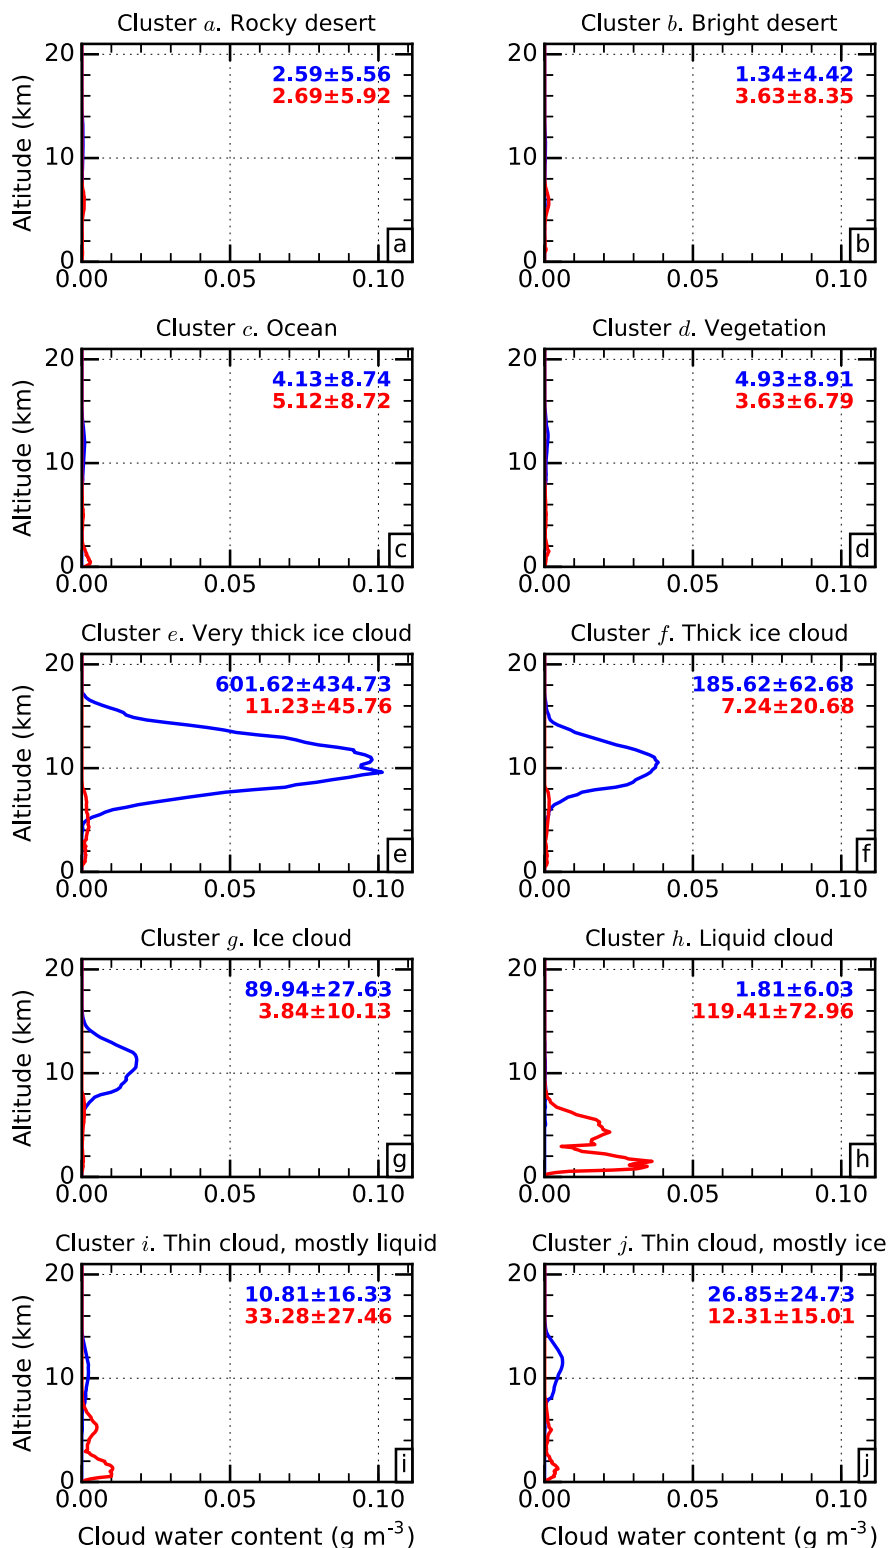 Cluster a. Rocky desert
Altitude (km)
20
10
0
0.00 0.05 0.10
2.59±5.56
2.69±5.92
a
Cluster b. Bright desert
20
10
0
0.00 0.05 0.10
1.34±4.42
3.63±8.35
b
Cluster c. Ocean
Altitude (km)
20
10
0
0.00 0.05 0.10
4.13±8.74
5.12±8.72
c
Cluster d. Vegetation
20
10
0
0.00 0.05 0.10
4.93±8.91
3.63±6.79
d
Cluster e. Very thick ice cloud
Altitude (km)
20
10
0
0.00 0.05 0.10
601.62±434.73
11.23±45.76
e
Cluster f. Thick ice cloud
20
10
0
0.00 0.05 0.10
185.62±62.68
7.24±20.68
f
Cluster g. Ice cloud
Altitude (km)
20
10
0
0.00 0.05 0.10
89.94±27.63
3.84±10.13
g
Cluster h. Liquid cloud
20
10
0
0.00 0.05 0.10
1.81±6.03
119.41±72.96
h
Cluster i. Thin cloud, mostly liquid
Altitude (km)
20
10
0
0.00 0.05 0.10
10.81±16.33
33.28±27.46
i
Cloud water content (g m⁻³)
Cluster j. Thin cloud, mostly ice
20
10
0
0.00 0.05 0.10
26.85±24.73
12.31±15.01
j
Cloud water content (g m⁻³)